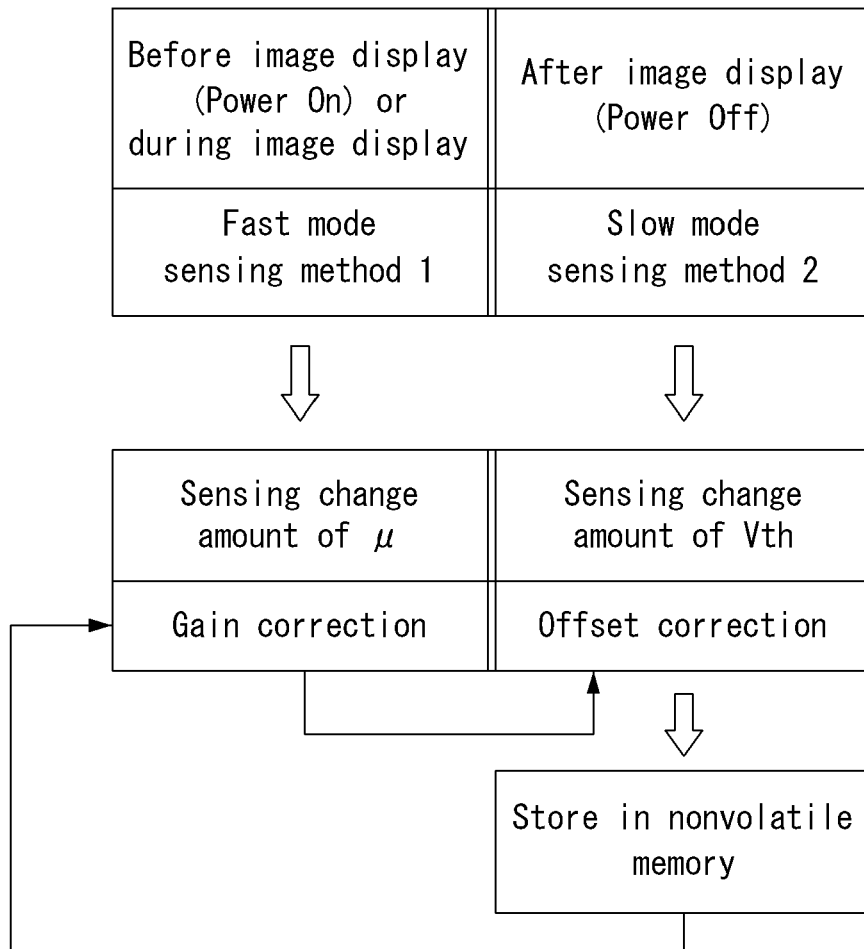 Before image display
(Power On) or
during image display
After image display
(Power Off)
Fast mode
sensing method 1
Slow mode
sensing method 2
Sensing change
amount of μ
Sensing change
amount of Vth
Gain correction
Offset correction
Store in nonvolatile
memory